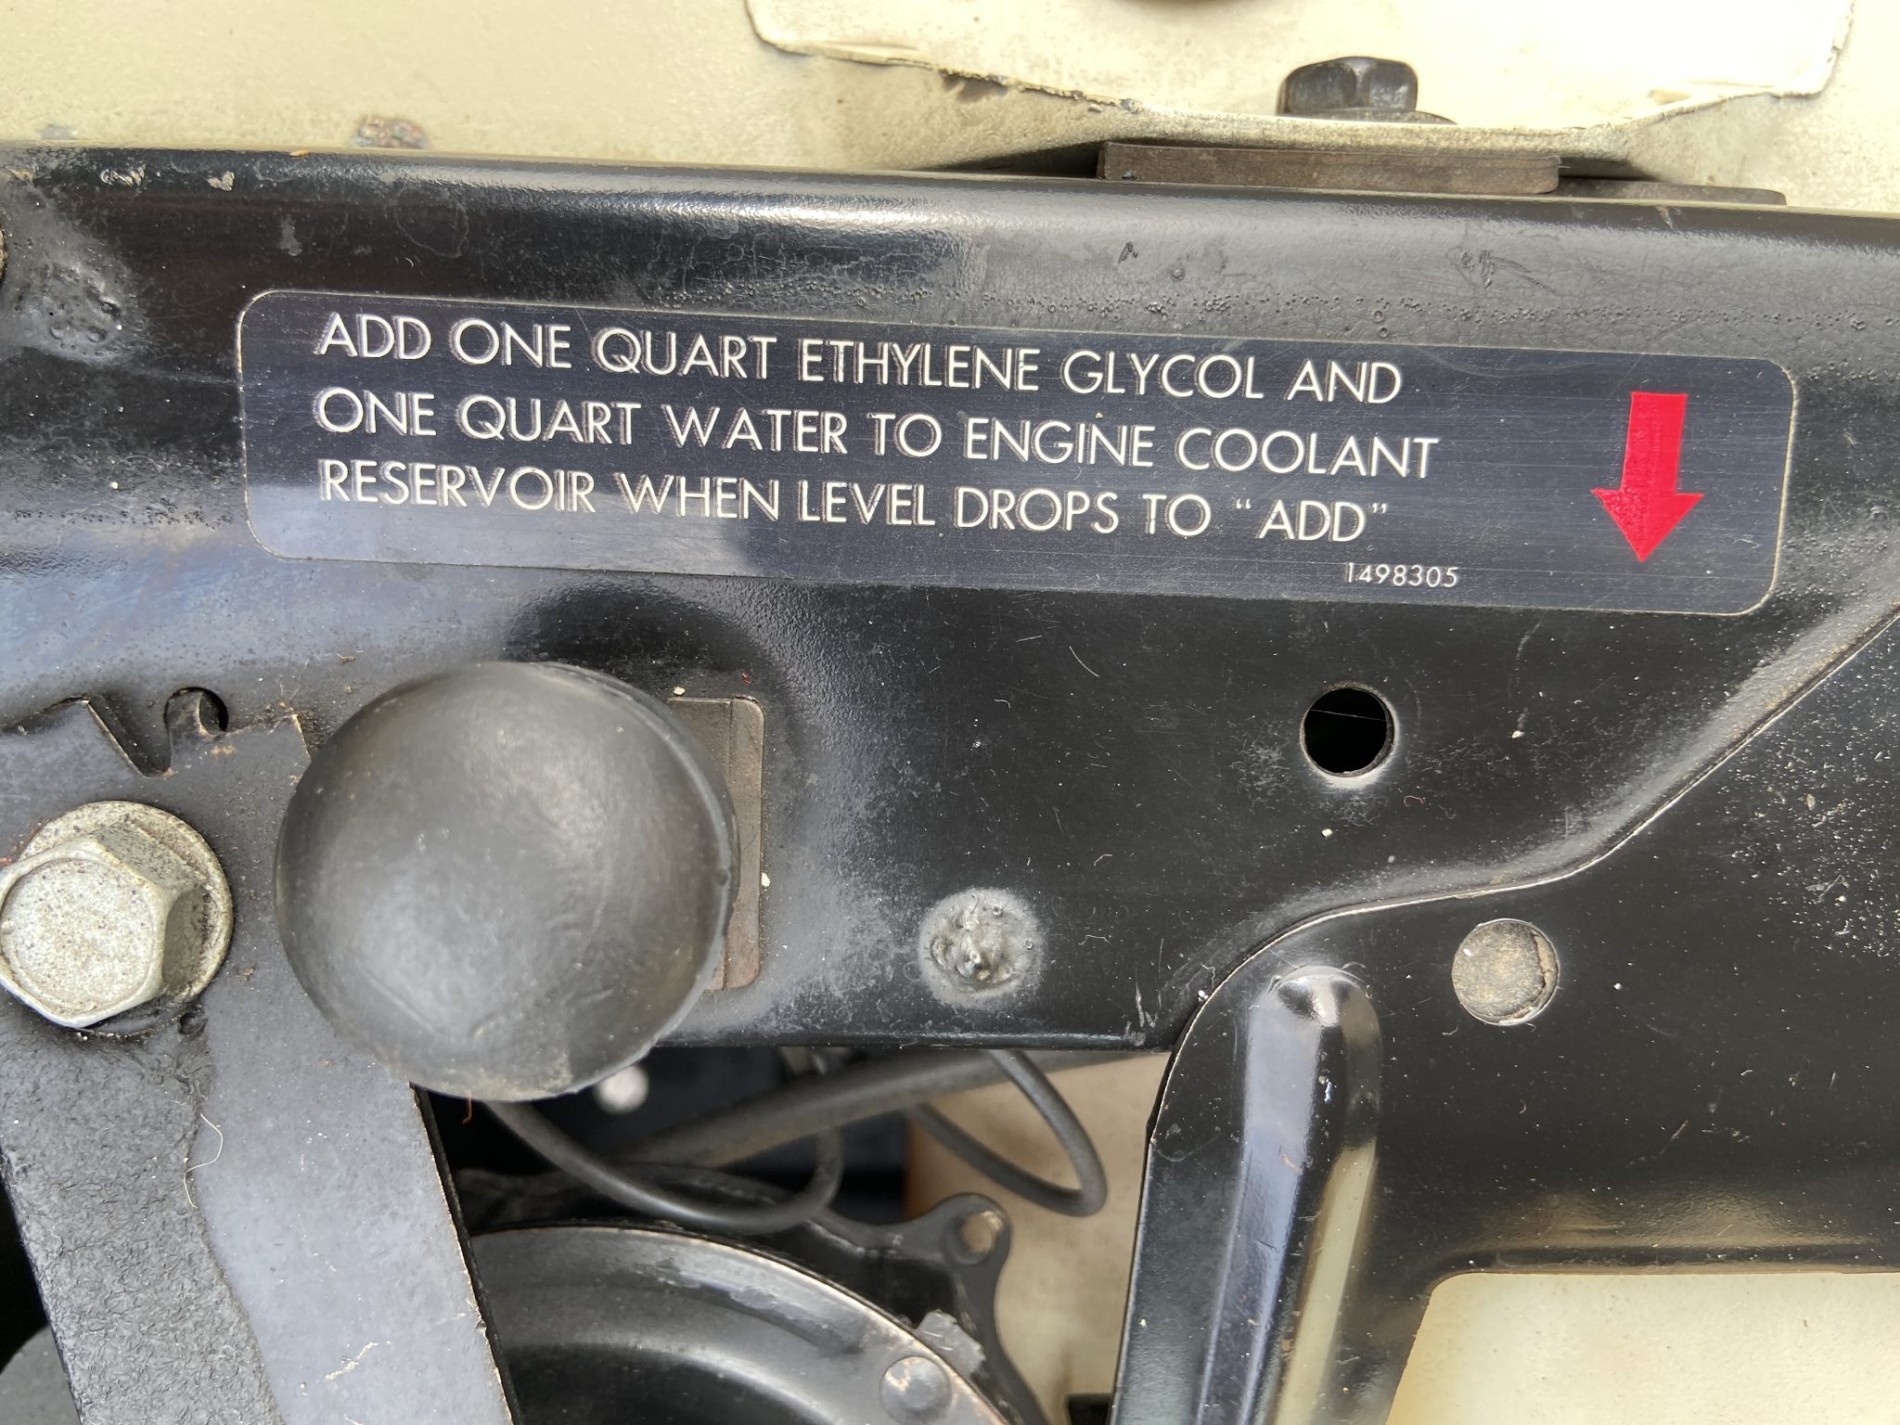 ADD ONE QUART ETHYLENE GLYCOL AND
ONE QUART WATER TO ENGINE COOLANT
RESERVOIR WHEN LEVEL DROPS TO “ADD”
1498305